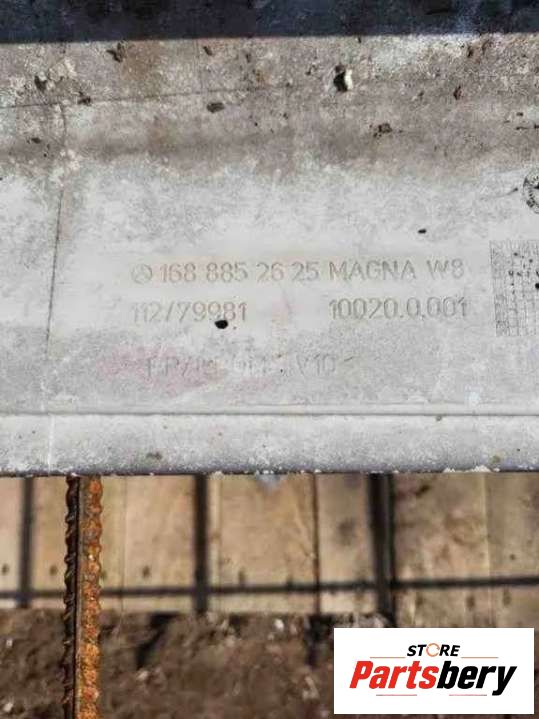 168 885 26 25 MAGNA W8
112/79981 10020.0.001
STORE
Partsbery